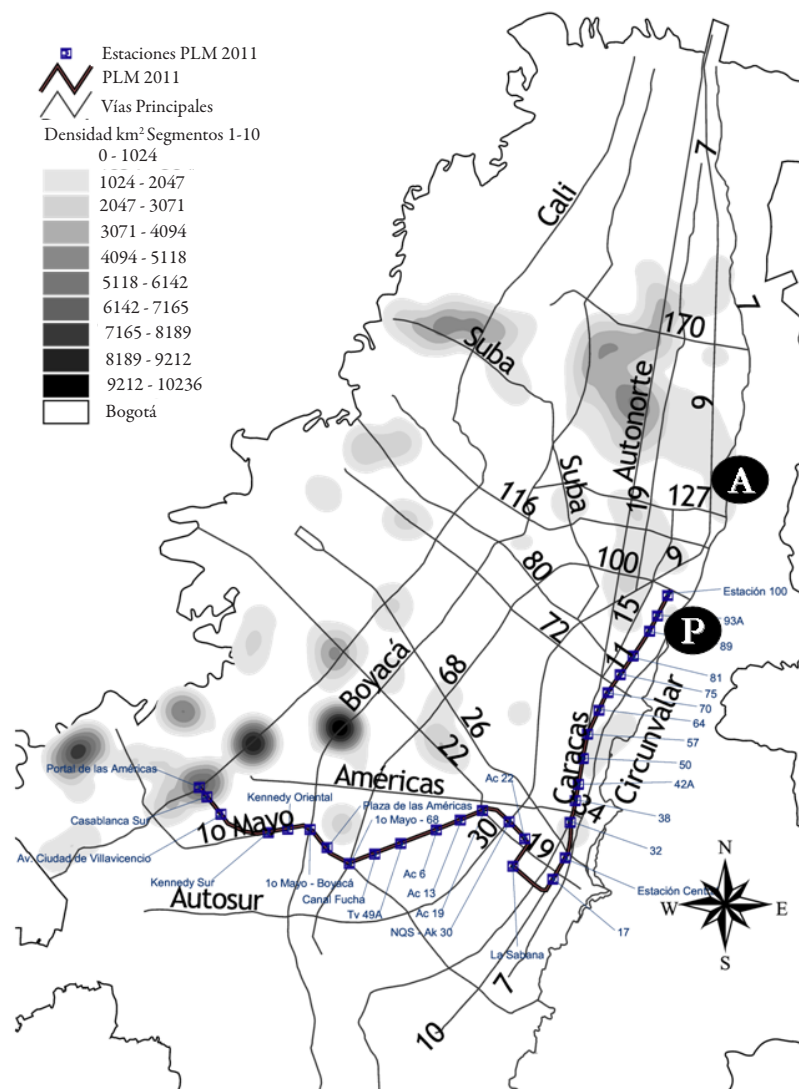 Estaciones PLM 2011
PLM 2011
Vías Principales
Densidad km² Segmentos 1-10
0 - 1024
1024 - 2047
2047 - 3071
3071 - 4094
4094 - 5118
5118 - 6142
6142 - 7165
7165 - 8189
8189 - 9212
9212 - 10236
Bogotá
7
Cali
7
170
Suba
9
Autonorte
A
Suba
116
19
127
80
100
9
Estación 100
15
93A
P
89
72
11
81
Boyacá
68
75
70
Circunvalar
64
26
57
22
50
Portal de las Américas
Américas
Ac 22
Caracas
42A
Kennedy Oriental
Plaza de las Américas
24
Casablanca Sur
1o Mayo
1o Mayo - 68
38
30
19
32
Av. Ciudad de Villavicencio
Ac 6
Kennedy Sur
1o Mayo - Boyacá
Ac 13
Canal Fucha
Autosur
Tv 49A
Ac 19
NQS - Ak 30
17
La Sabana
7
10
N
W
E
S